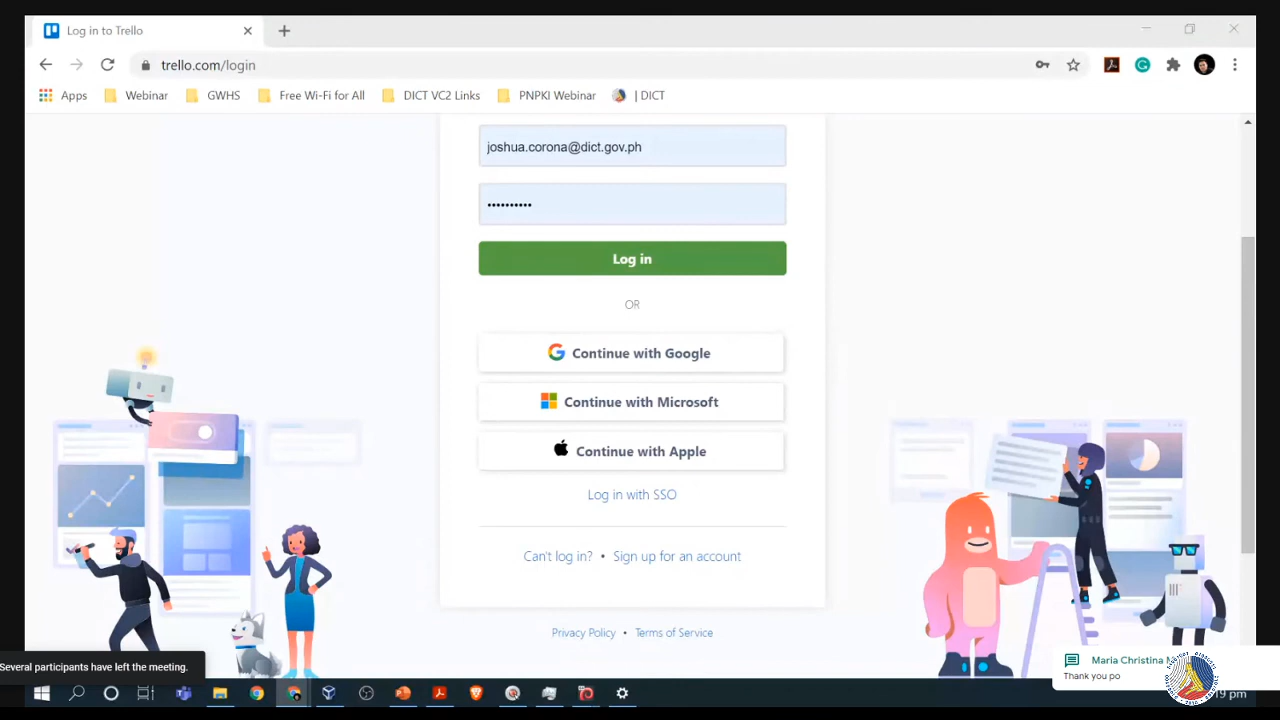 Log in to Trello
trello.com/login
Apps
Webinar
GWHS
Free Wi-Fi for All
DICT VC2 Links
PNPKI Webinar
| DICT
joshua.corona@dict.gov.ph
••••••••••
Log in
OR
Continue with Google
Continue with Microsoft
Continue with Apple
Log in with SSO
Can't log in? • Sign up for an account
Privacy Policy • Terms of Service
Several participants have left the meeting.
Maria Christina
Thank you po
19 pm